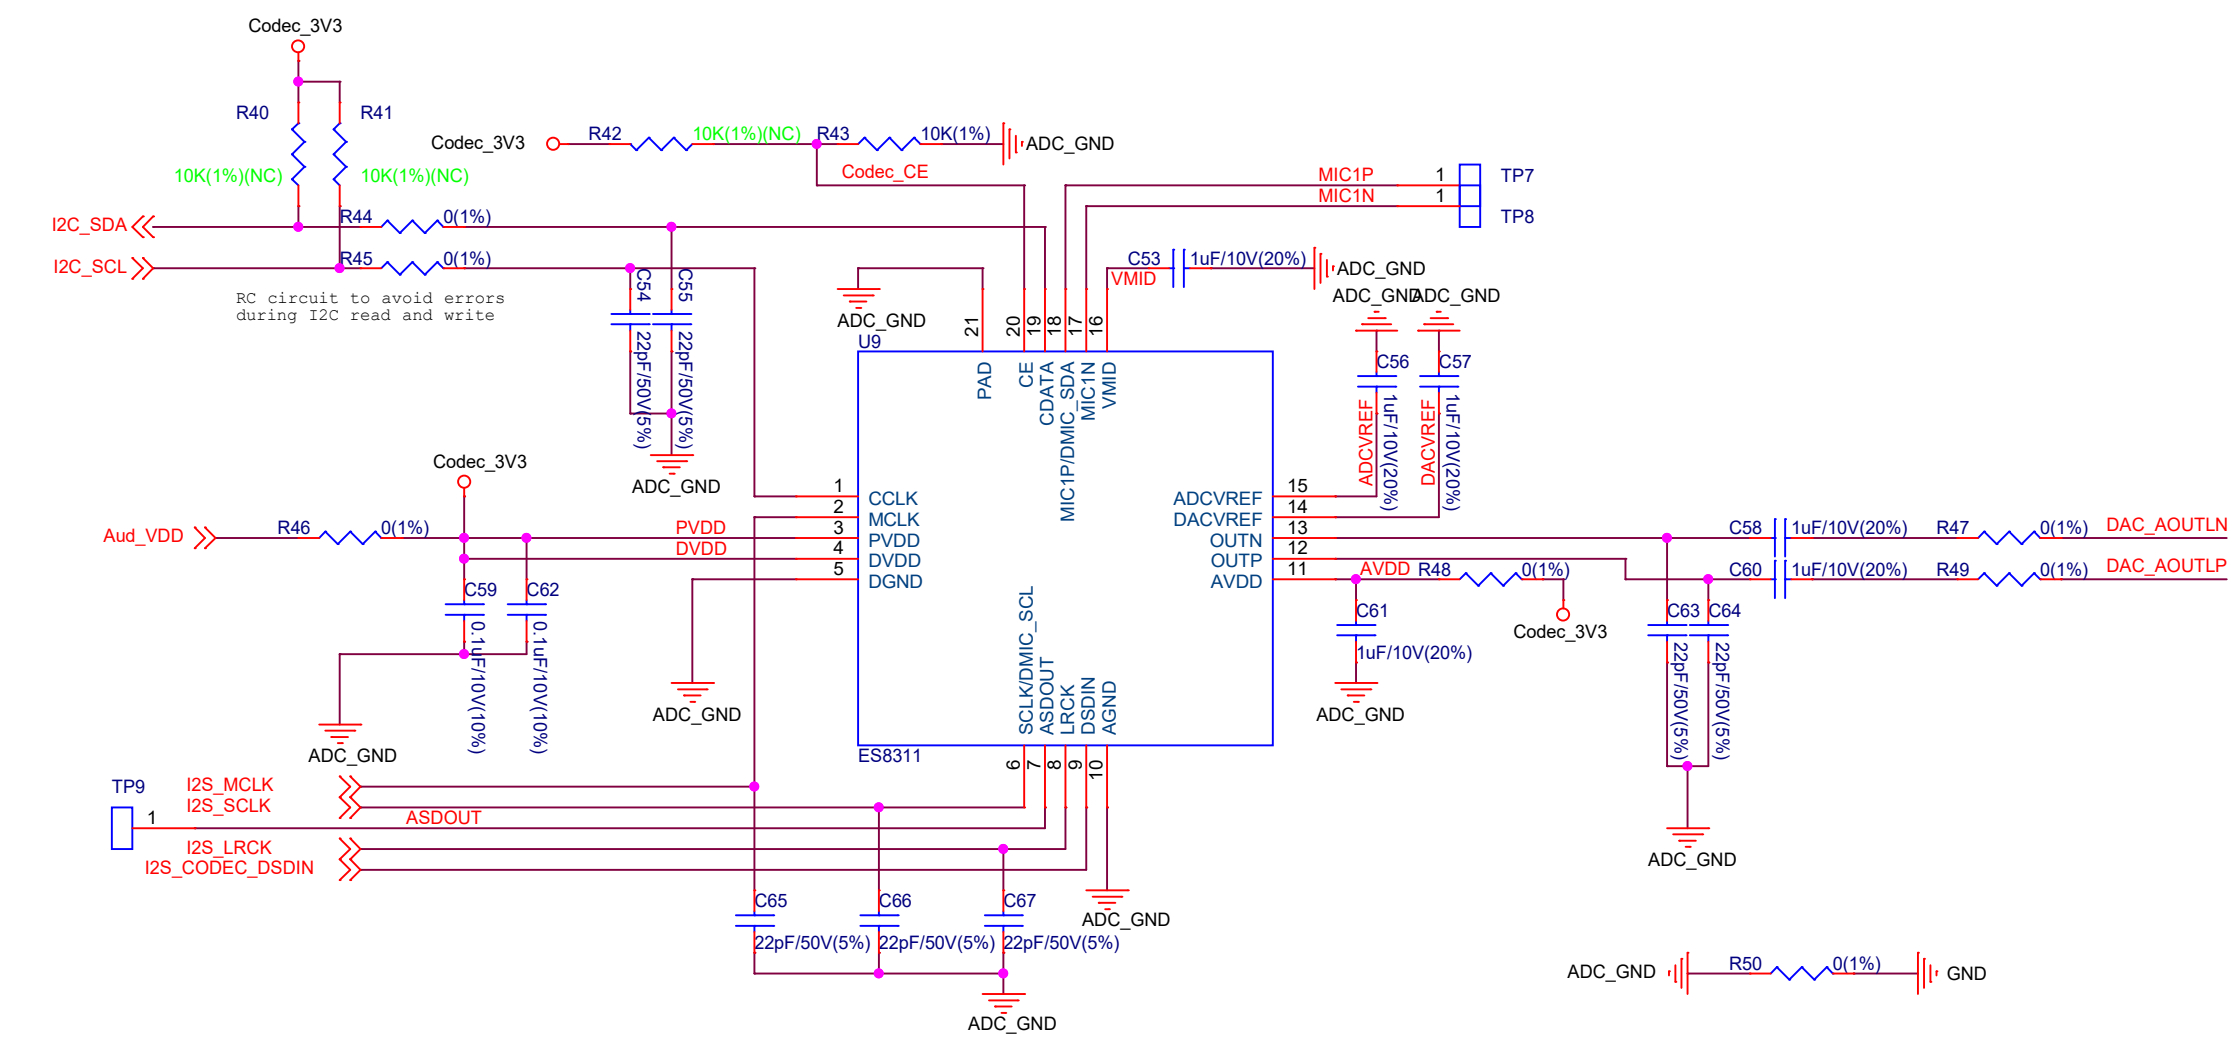 Codec_3V3
R40
R41
10K(1%)(NC)
10K(1%)(NC)
Codec_3V3
R42
10K(1%)(NC)
R43
10K(1%)
ADC_GND
Codec_CE
MIC1P
1
TP7
MIC1N
1
TP8
I2C_SDA
R44
0(1%)
I2C_SCL
R45
0(1%)
RC circuit to avoid errors
during I2C read and write
C54
22pF/50V(5%)
C55
22pF/50V(5%)
ADC_GND
C53
1uF/10V(20%)
VMID
ADC_GND
ADC_GND
ADC_GND
ADC_GND
C56
1uF/10V(20%)
ADCVREF
C57
1uF/10V(20%)
DACVREF
U9
21
20
19
18
17
16
PAD
CE
CDATA
MIC1P/DMIC_SDA
MIC1N
VMID
Codec_3V3
Aud_VDD
R46
0(1%)
PVDD
DVDD
1
2
3
4
5
CCLK
MCLK
PVDD
DVDD
DGND
ADCVREF
DACVREF
OUTN
OUTP
AVDD
15
14
13
12
11
C58
1uF/10V(20%)
R47
0(1%)
DAC_AOUTLN
C60
1uF/10V(20%)
R49
0(1%)
DAC_AOUTLP
AVDD
R48
0(1%)
Codec_3V3
C61
1uF/10V(20%)
ADC_GND
C63
22pF/50V(5%)
C64
22pF/50V(5%)
ADC_GND
C59
0.1uF/10V(10%)
C62
0.1uF/10V(10%)
ADC_GND
ADC_GND
SCLK/DMIC_SCL
ASDOUT
LRCK
DSDIN
AGND
ES8311
6
7
8
9
10
TP9
1
I2S_MCLK
I2S_SCLK
ASDOUT
I2S_LRCK
I2S_CODEC_DSDIN
ADC_GND
C65
22pF/50V(5%)
C66
22pF/50V(5%)
C67
22pF/50V(5%)
ADC_GND
ADC_GND
R50
0(1%)
GND